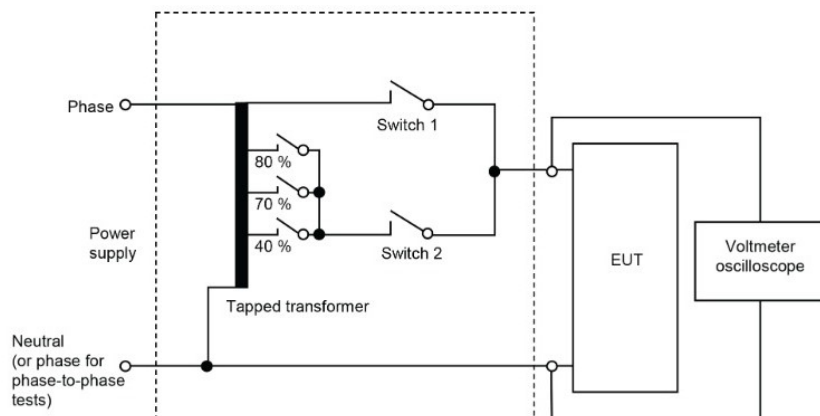 Phase
Switch 1
80 %
70 %
40 %
Power
supply
Switch 2
Tapped transformer
EUT
Voltmeter
oscilloscope
Neutral
(or phase for
phase-to-phase
tests)